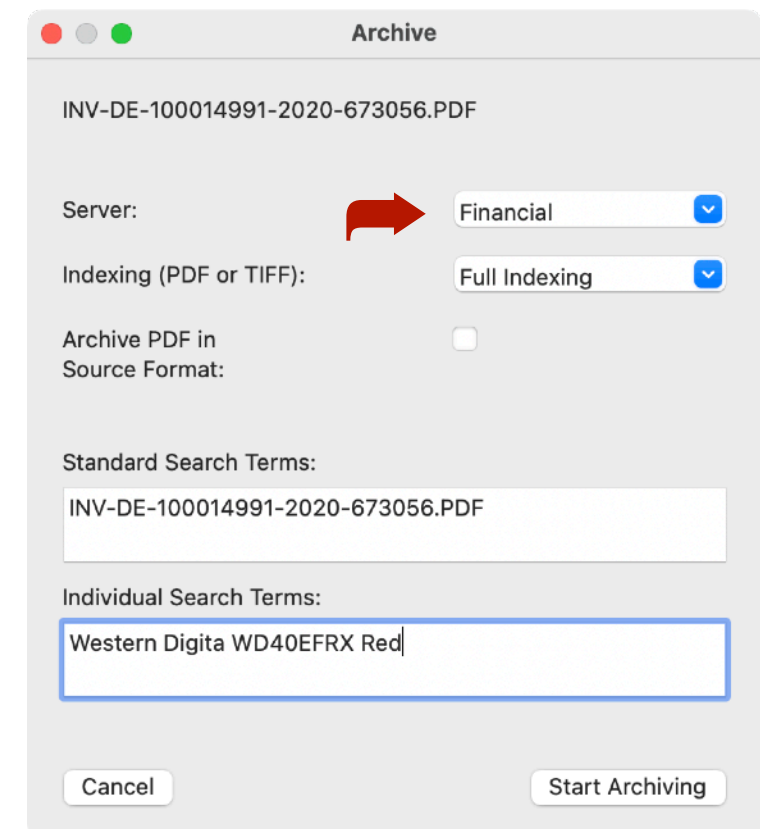 Archive
INV-DE-100014991-2020-673056.PDF
Server:
Financial
Indexing (PDF or TIFF):
Full Indexing
Archive PDF in
Source Format:
Standard Search Terms:
INV-DE-100014991-2020-673056.PDF
Individual Search Terms:
Western Digita WD40EFRX Red
Cancel
Start Archiving